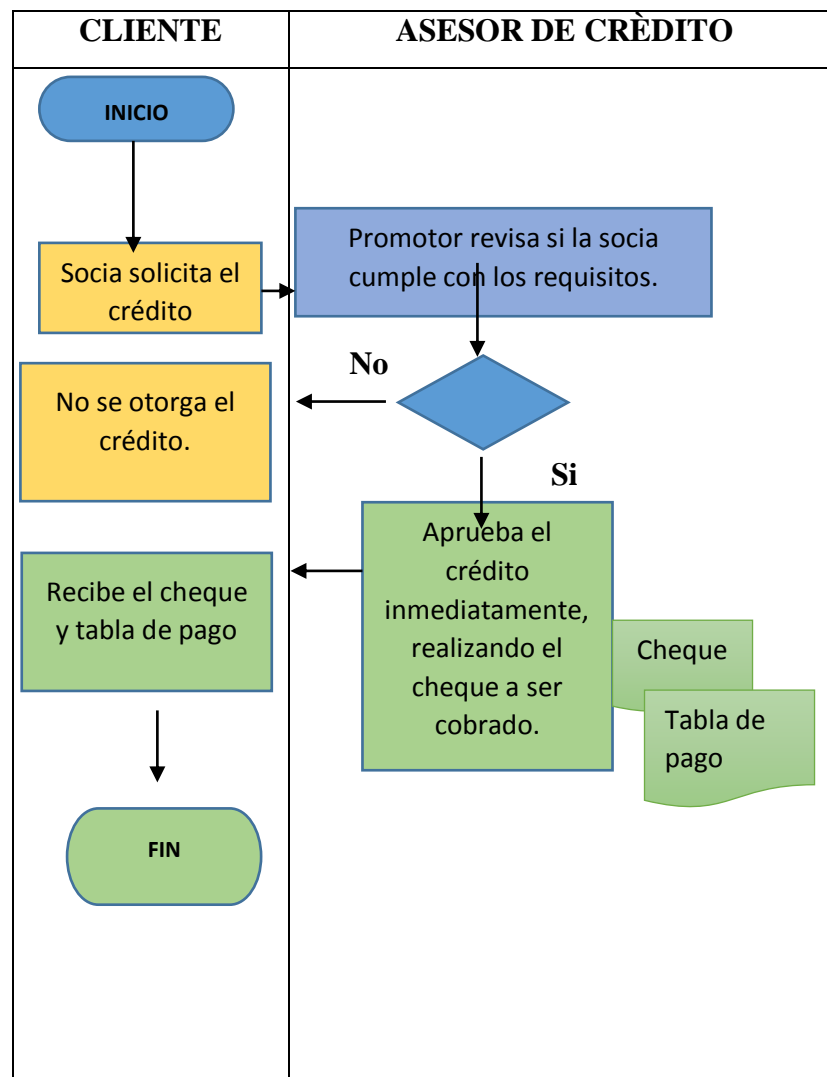 CLIENTE
ASESOR DE CRÈDITO
INICIO
Socia solicita el
crédito
Promotor revisa si la socia
cumple con los requisitos.
No
No se otorga el
crédito.
Si
Aprueba el
crédito
inmediatamente,
realizando el
cheque a ser
cobrado.
Cheque
Tabla de
pago
Recibe el cheque
y tabla de pago
FIN